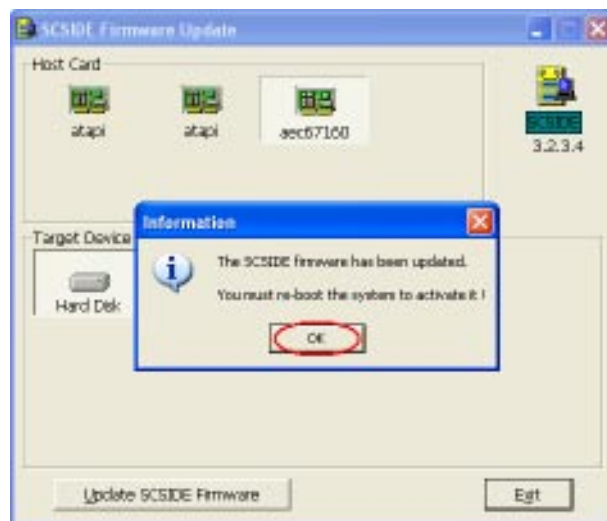 SCSIDE Firmware Update
Host Card
atapi
atapi
aec67160
SCSIDE
3.2.3.4
Information
The SCSIDE firmware has been updated.
You must re-boot the system to activate it !
OK
Target Device
Hard Disk
Update SCSIDE Firmware
Exit